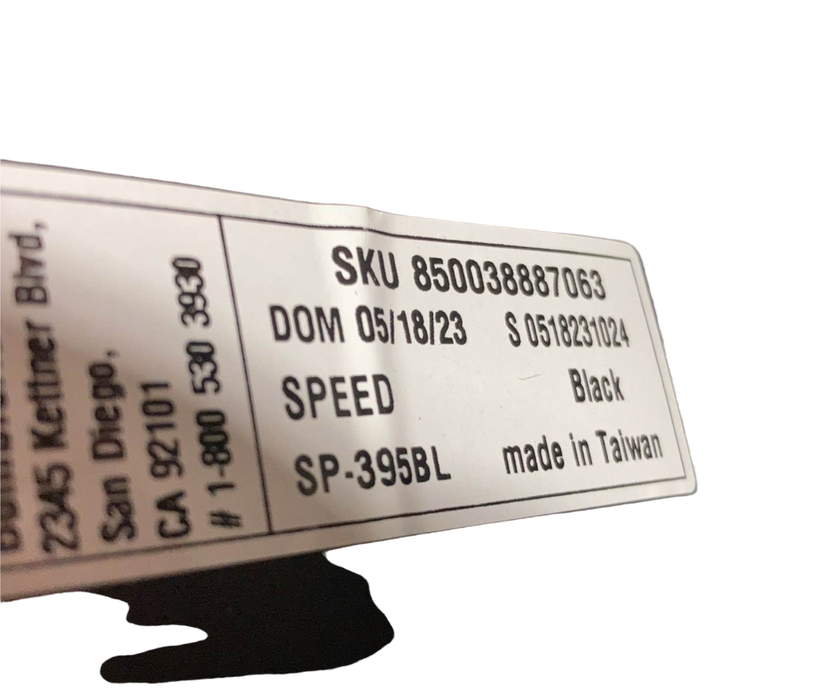 2345 Kettner Blvd,
San Diego,
CA 92101
# 1-800 530 3930
SKU 850038887063
DOM 05/18/23 S 0518231024
SPEED Black
SP-395BL made in Taiwan